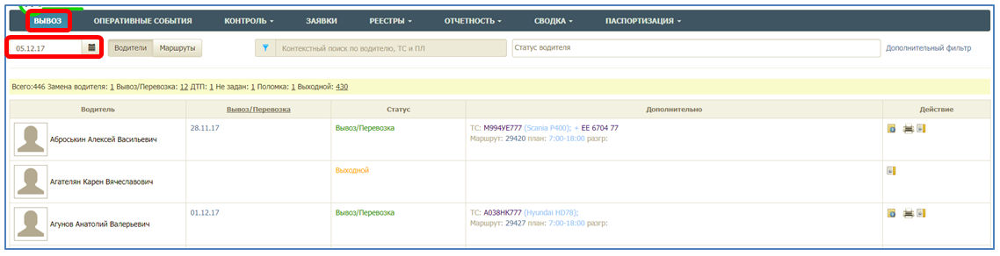 ВЫВОЗ ОПЕРАТИВНЫЕ СОБЫТИЯ КОНТРОЛЬ ЗАЯВКИ РЕЕСТРЫ ОТЧЕТНОСТЬ СВОДКА ПАСПОРТИЗАЦИЯ
05.12.17 Водители Маршруты Контекстный поиск по водителю, ТС и ПЛ Статус водителя Дополнительный фильтр
Всего:446 Замена водителя: 1 Вывоз/Перевозка: 12 ДТП: 1 Не задан: 1 Поломка: 1 Выходной: 430
Водитель Вывоз/Перевозка Статус Дополнительно Действие
Аброськин Алексей Васильевич 28.11.17 Вывоз/Перевозка ТС: М994УЕ777 (Scania P400); + ЕЕ 6704 77
Маршрут: 29420 план: 7:00-18:00 разгр:
Агателян Карен Вячеславович Выходной
Агунов Анатолий Валерьевич 01.12.17 Вывоз/Перевозка ТС: А038НК777 (Hyundai HD78);
Маршрут: 29427 план: 7:00-18:00 разгр: